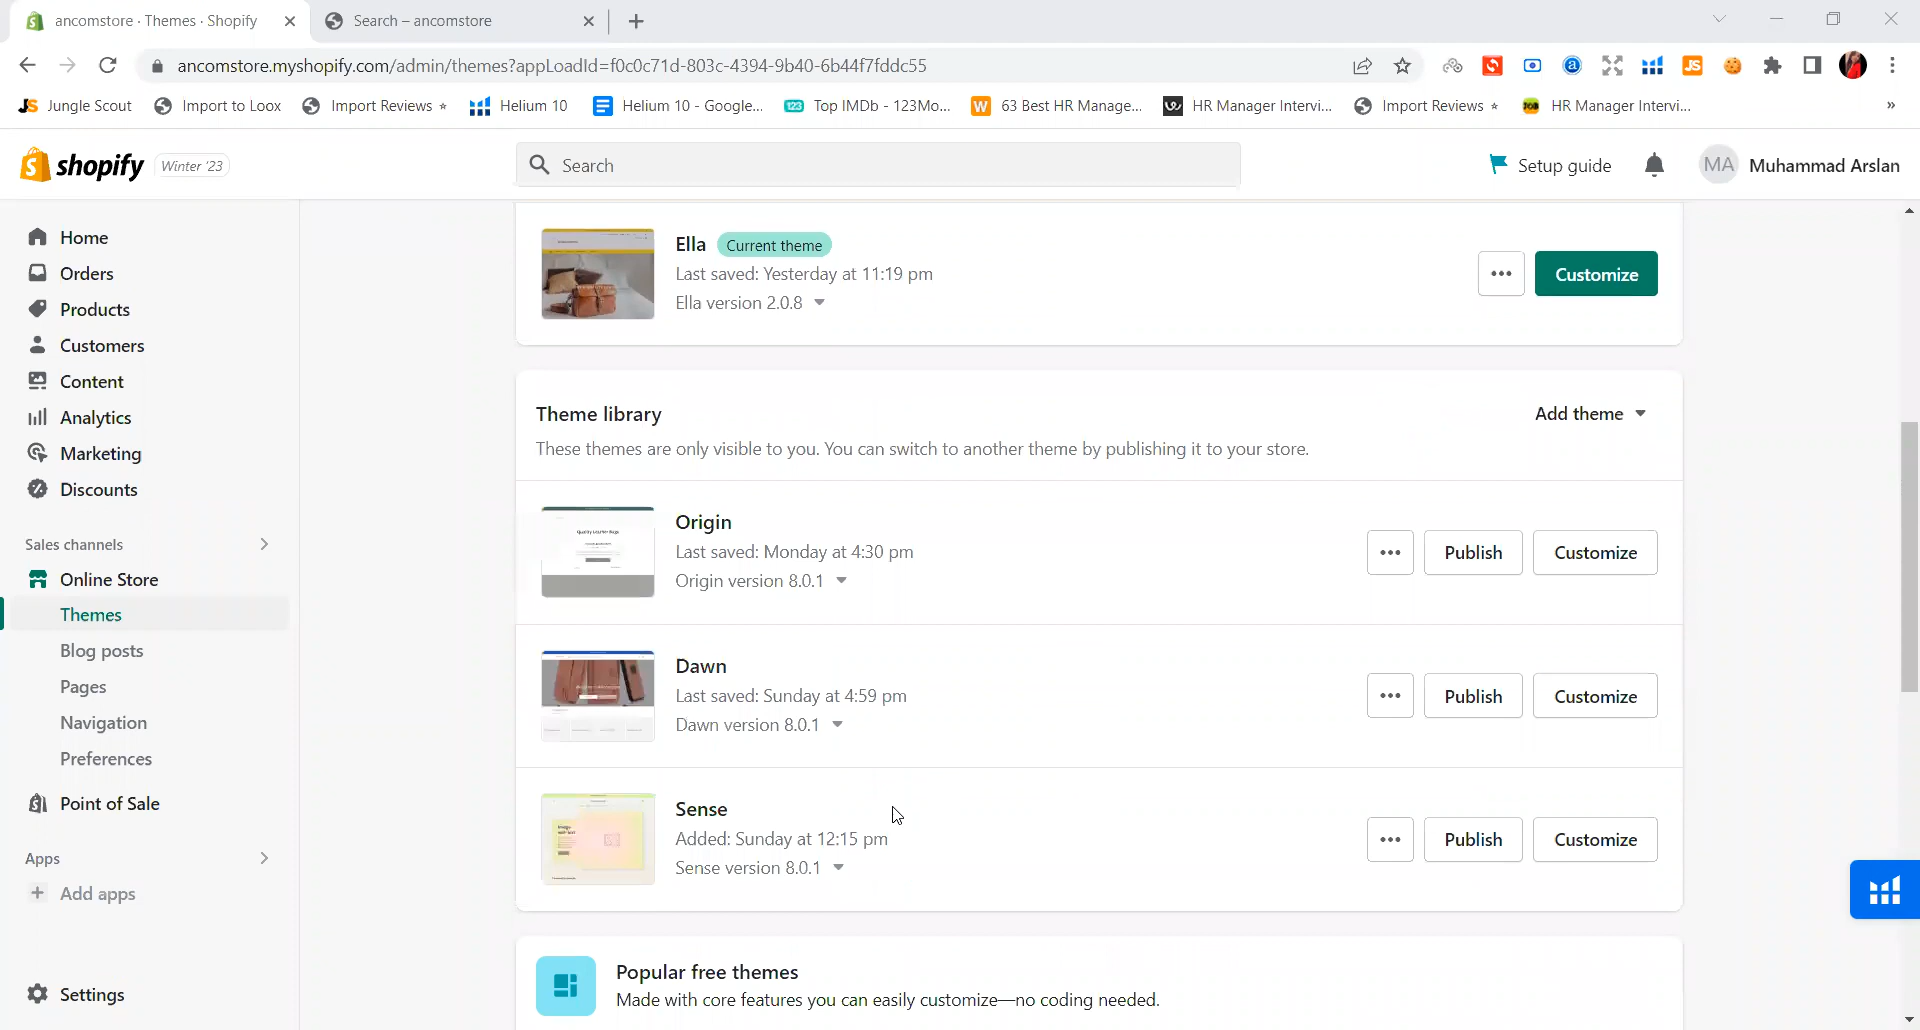 ancomstore · Themes · Shopify
Search – ancomstore
ancomstore.myshopify.com/admin/themes?appLoadId=f0c0c71d-803c-4394-9b40-6b44f7fddc55
Jungle Scout
Import to Loox
Import Reviews ⭑
Helium 10
Helium 10 - Google...
Top IMDb - 123Mo...
63 Best HR Manage...
HR Manager Intervi...
Import Reviews ⭑
HR Manager Intervi...
»
shopify
Winter '23
Search
Setup guide
MA
Muhammad Arslan
Home
Orders
Products
Customers
Content
Analytics
Marketing
Discounts
Sales channels
Online Store
Themes
Blog posts
Pages
Navigation
Preferences
Point of Sale
Apps
Add apps
Settings
Ella
Current theme
Last saved: Yesterday at 11:19 pm
Ella version 2.0.8
Customize
Theme library
Add theme
These themes are only visible to you. You can switch to another theme by publishing it to your store.
Origin
Last saved: Monday at 4:30 pm
Origin version 8.0.1
Publish
Customize
Dawn
Last saved: Sunday at 4:59 pm
Dawn version 8.0.1
Publish
Customize
Sense
Added: Sunday at 12:15 pm
Sense version 8.0.1
Publish
Customize
Popular free themes
Made with core features you can easily customize—no coding needed.